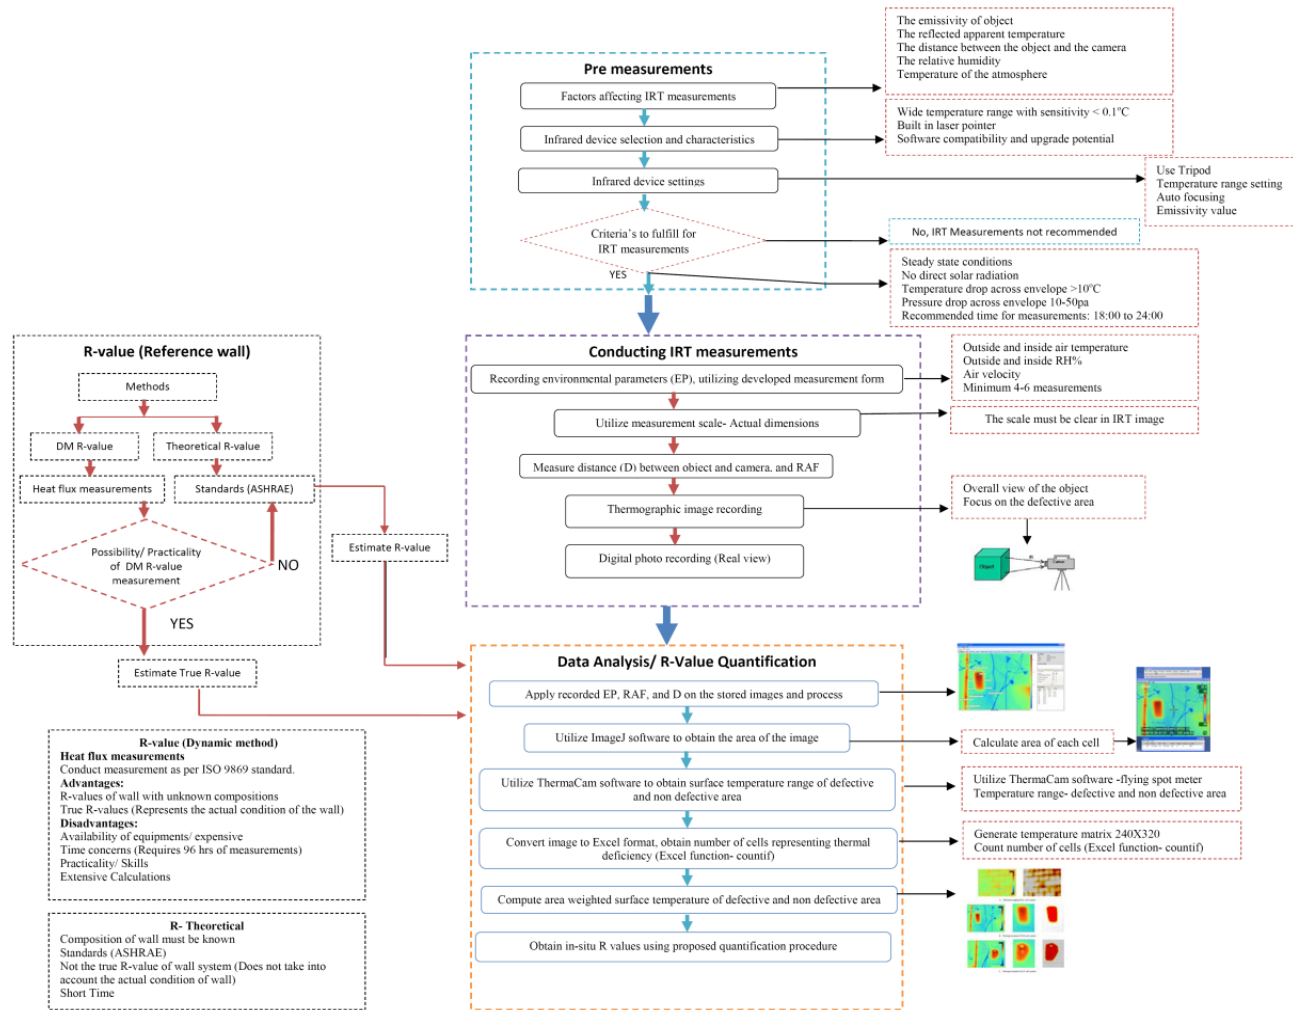 Pre measurements
Factors affecting IRT measurements
Infrared device selection and characteristics
Infrared device settings
Criteria's to fulfill for
IRT measurements
YES
The emissivity of object
The reflected apparent temperature
The distance between the object and the camera
The relative humidity
Temperature of the atmosphere
Wide temperature range with sensitivity < 0.1°C
Built in laser pointer
Software compatibility and upgrade potential
Use Tripod
Temperature range setting
Auto focusing
Emissivity value
No, IRT Measurements not recommended
Steady state conditions
No direct solar radiation
Temperature drop across envelope >10°C
Pressure drop across envelope 10-50pa
Recommended time for measurements: 18:00 to 24:00
R-value (Reference wall)
Methods
DM R-value
Theoretical R-value
Heat flux measurements
Standards (ASHRAE)
Possibility/ Practicality
of DM R-value
measurement
NO
YES
Estimate R-value
Estimate True R-value
Conducting IRT measurements
Recording environmental parameters (EP), utilizing developed measurement form
Utilize measurement scale- Actual dimensions
Measure distance (D) between object and camera, and RAF
Thermographic image recording
Digital photo recording (Real view)
Outside and inside air temperature
Outside and inside RH%
Air velocity
Minimum 4-6 measurements
The scale must be clear in IRT image
Overall view of the object
Focus on the defective area
Object
Data Analysis/ R-Value Quantification
Apply recorded EP, RAF, and D on the stored images and process
Utilize ImageJ software to obtain the area of the image
Utilize ThermaCam software to obtain surface temperature range of defective
and non defective area
Convert image to Excel format, obtain number of cells representing thermal
deficiency (Excel function- countif)
Compute area weighted surface temperature of defective and non defective area
Obtain in-situ R values using proposed quantification procedure
Calculate area of each cell
Utilize ThermaCam software -flying spot meter
Temperature range- defective and non defective area
Generate temperature matrix 240X320
Count number of cells (Excel function- countif)
R-value (Dynamic method)
Heat flux measurements
Conduct measurement as per ISO 9869 standard.
Advantages:
R-values of wall with unknown compositions
True R-values (Represents the actual condition of the wall)
Disadvantages:
Availability of equipments/ expensive
Time concerns (Requires 96 hrs of measurements)
Practicality/ Skills
Extensive Calculations
R- Theoretical
Composition of wall must be known
Standards (ASHRAE)
Not the true R-value of wall system (Does not take into
account the actual condition of wall)
Short Time